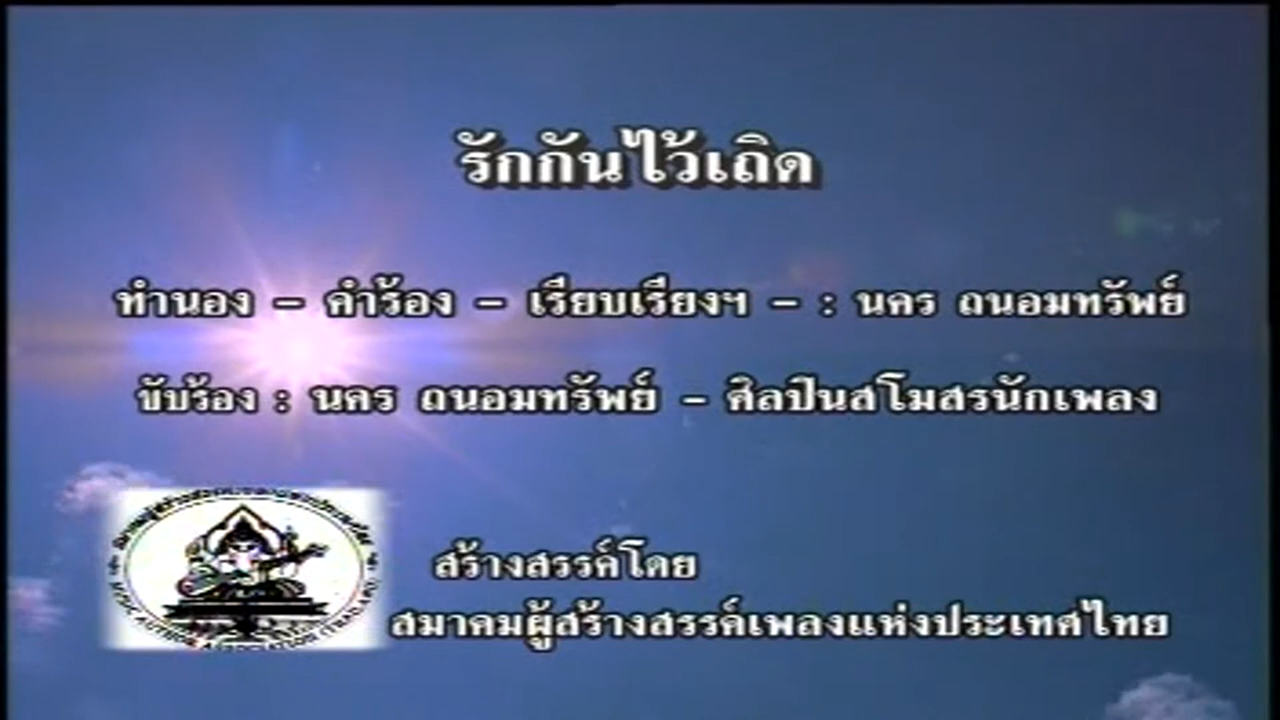 รักกันไว้เถิด
ทำนอง – คำร้อง – เรียบเรียงฯ – : นคร ถนอมทรัพย์
ขับร้อง : นคร ถนอมทรัพย์ – ศิลปินสโมสรนักเพลง
สร้างสรรค์โดย
สมาคมผู้สร้างสรรค์เพลงแห่งประเทศไทย